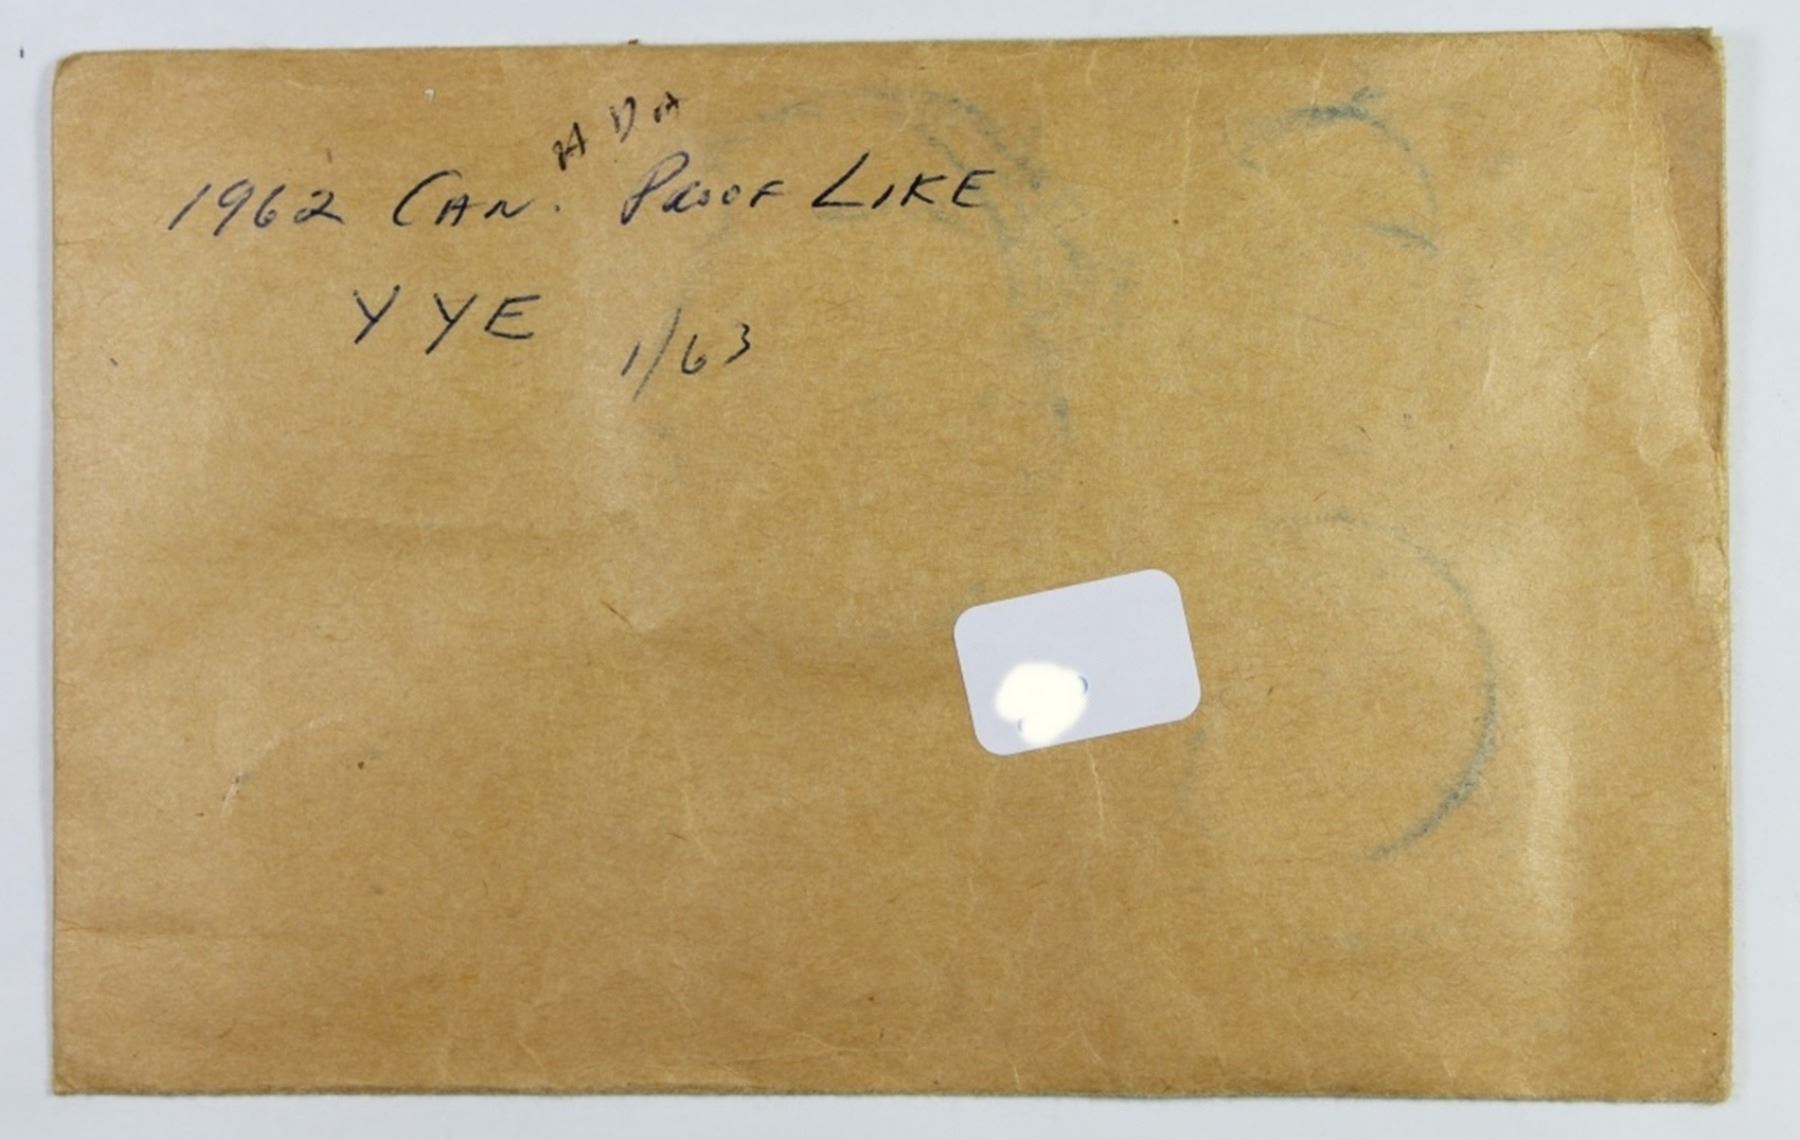 ADA
1962 CAN. PROOF LIKE
YYE 1/63